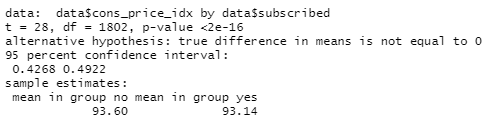 data:  data$cons_price_idx by data$subscribed
t = 28, df = 1802, p-value <2e-16
alternative hypothesis: true difference in means is not equal to 0
95 percent confidence interval:
 0.4268 0.4922
sample estimates:
 mean in group no mean in group yes
            93.60             93.14